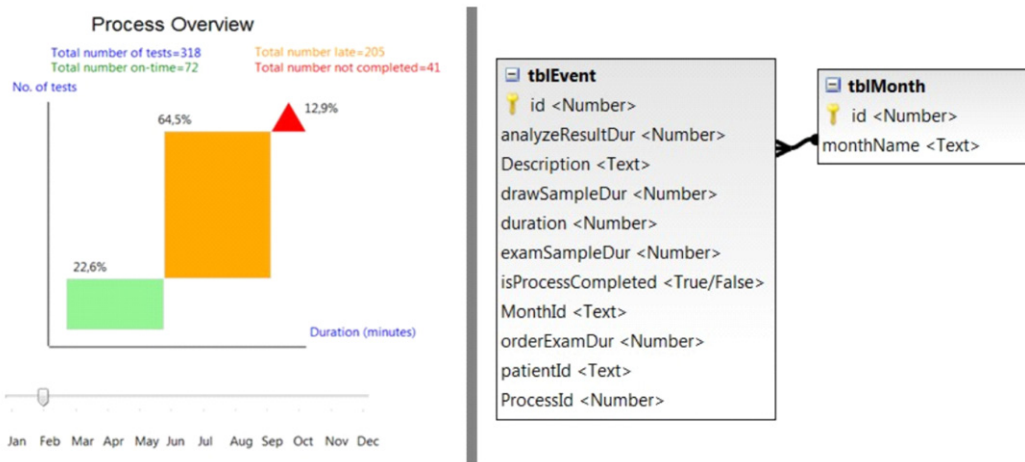 Process Overview
Total number of tests=318
Total number late=205
Total number on-time=72
Total number not completed=41
No. of tests
12,9%
64,5%
22,6%
Duration (minutes)
Jan Feb Mar Apr May Jun Jul Aug Sep Oct Nov Dec
tblEvent
id <Number>
analyzeResultDur <Number>
Description <Text>
drawSampleDur <Number>
duration <Number>
examSampleDur <Number>
isProcessCompleted <True/False>
MonthId <Text>
orderExamDur <Number>
patientId <Text>
ProcessId <Number>
tblMonth
id <Number>
monthName <Text>